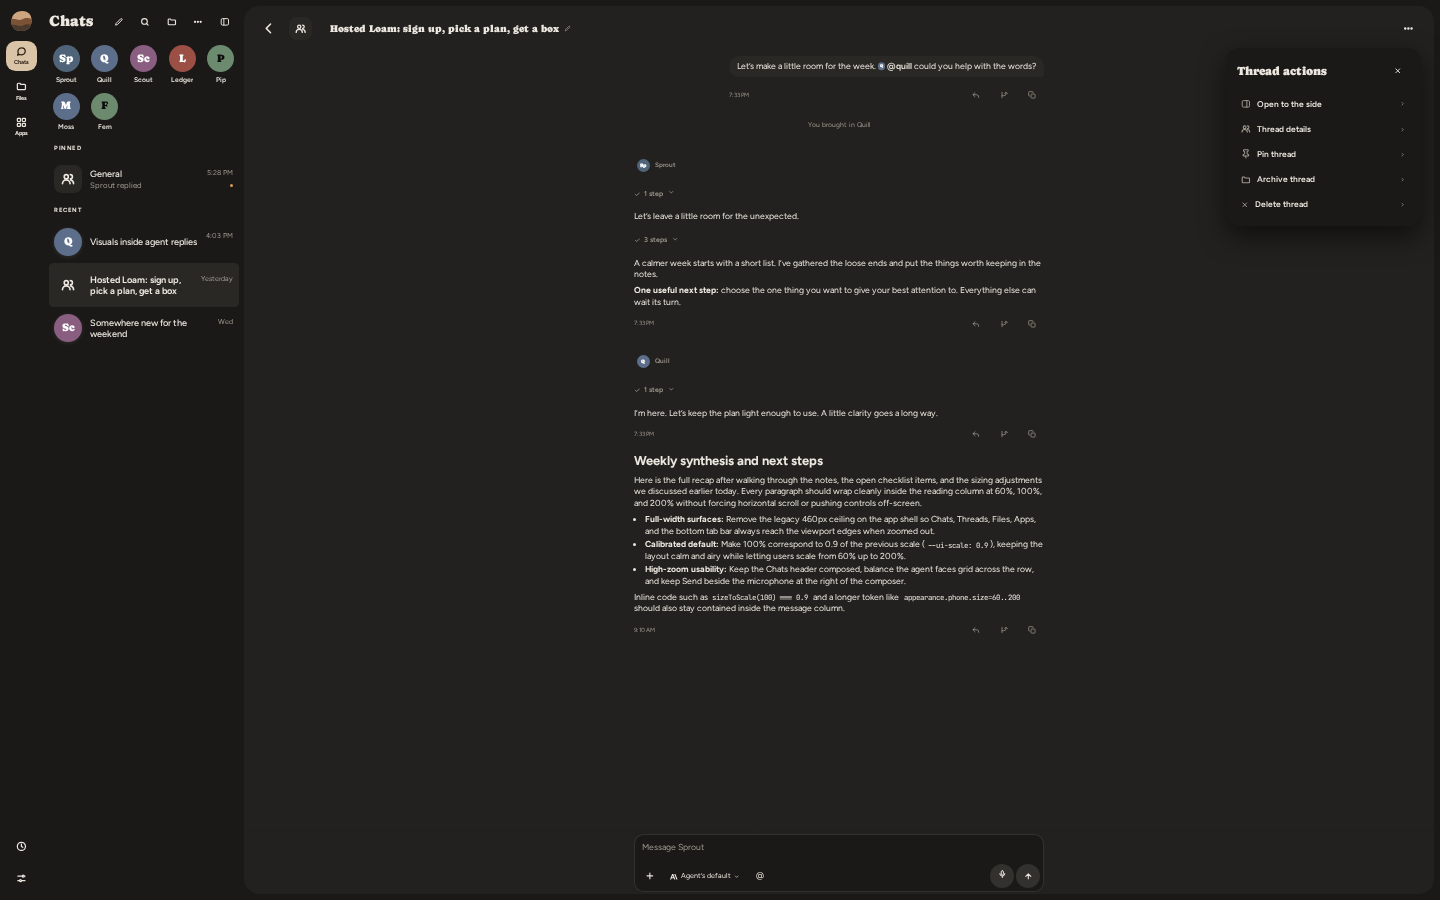 Chats
Chats
Files
Apps
Sp
Q
Sc
L
P
Sprout
Quill
Scout
Ledger
Pip
M
F
Moss
Fern
PINNED
General
5:28 PM
Sprout replied
RECENT
Q
Visuals inside agent replies
4:03 PM
Hosted Loam: sign up,
pick a plan, get a box
Yesterday
Sc
Somewhere new for the
weekend
Wed
Hosted Loam: sign up, pick a plan, get a box
Let's make a little room for the week. @quill could you help with the words?
7:33 PM
You brought in Quill
Sp
Sprout
1 step
Let's leave a little room for the unexpected.
3 steps
A calmer week starts with a short list. I've gathered the loose ends and put the things worth keeping in the
notes.
One useful next step: choose the one thing you want to give your best attention to. Everything else can
wait its turn.
7:33 PM
Q
Quill
1 step
I'm here. Let's keep the plan light enough to use. A little clarity goes a long way.
7:33 PM
Weekly synthesis and next steps
Here is the full recap after walking through the notes, the open checklist items, and the sizing adjustments
we discussed earlier today. Every paragraph should wrap cleanly inside the reading column at 60%, 100%,
and 200% without forcing horizontal scroll or pushing controls off-screen.
• Full-width surfaces: Remove the legacy 460px ceiling on the app shell so Chats, Threads, Files, Apps,
and the bottom tab bar always reach the viewport edges when zoomed out.
• Calibrated default: Make 100% correspond to 0.9 of the previous scale ( --ui-scale: 0.9 ), keeping the
layout calm and airy while letting users scale from 60% up to 200%.
• High-zoom usability: Keep the Chats header composed, balance the agent faces grid across the row,
and keep Send beside the microphone at the right of the composer.
Inline code such as sizeToScale(100) === 0.9 and a longer token like appearance.phone.size=60..200
should also stay contained inside the message column.
9:10 AM
Message Sprout
Agent's default
@
Thread actions
Open to the side
Thread details
Pin thread
Archive thread
Delete thread